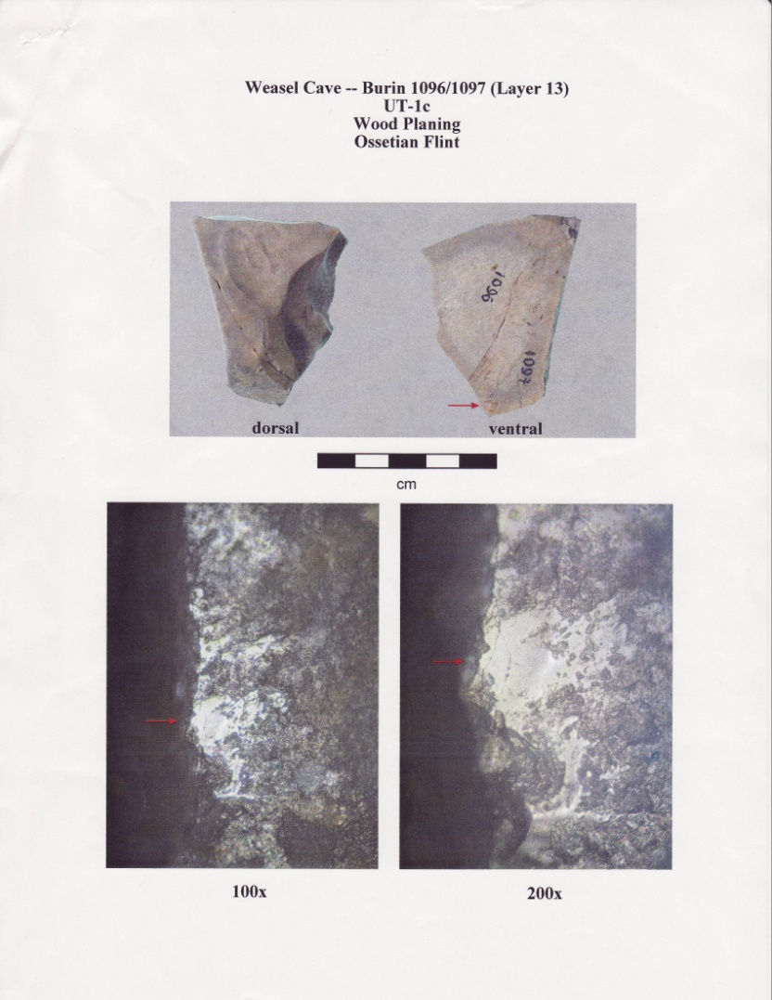 Weasel Cave -- Burin 1096/1097 (Layer 13)
UT-1c
Wood Planing
Ossetian Flint
1096
1097
dorsal
ventral
cm
100x
200x